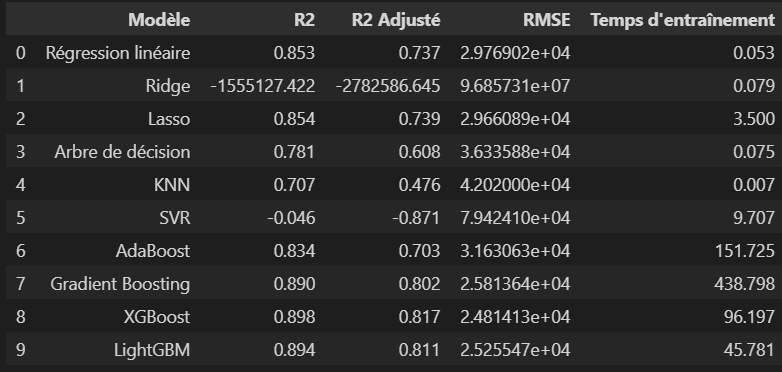 Modèle R2 R2 Adjusté RMSE Temps d'entraînement
0 Régression linéaire 0.853 0.737 2.976902e+04 0.053
1 Ridge -1555127.422 -2782586.645 9.685731e+07 0.079
2 Lasso 0.854 0.739 2.966089e+04 3.500
3 Arbre de décision 0.781 0.608 3.633588e+04 0.075
4 KNN 0.707 0.476 4.202000e+04 0.007
5 SVR -0.046 -0.871 7.942410e+04 9.707
6 AdaBoost 0.834 0.703 3.163063e+04 151.725
7 Gradient Boosting 0.890 0.802 2.581364e+04 438.798
8 XGBoost 0.898 0.817 2.481413e+04 96.197
9 LightGBM 0.894 0.811 2.525547e+04 45.781